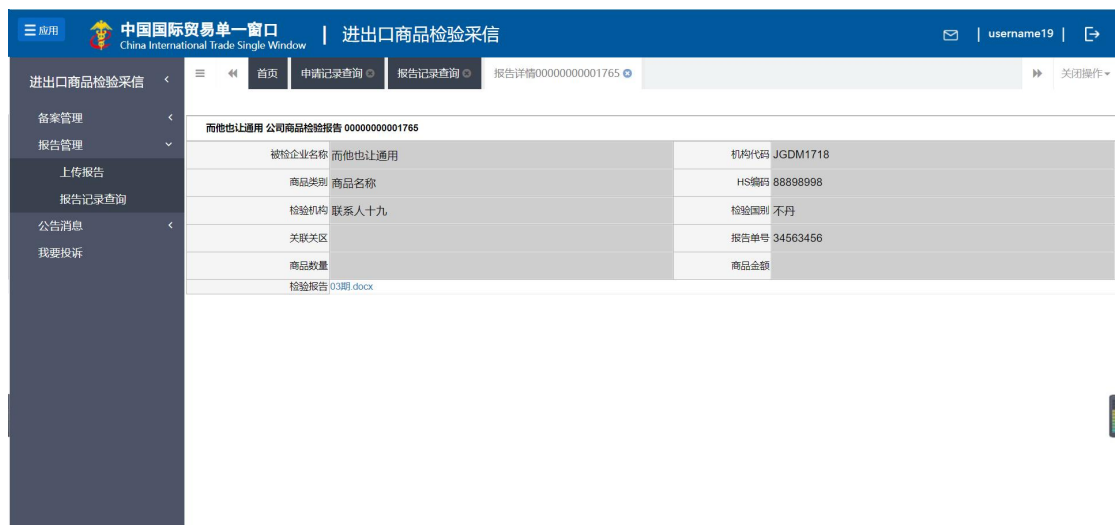 应用
中国国际贸易单一窗口 | 进出口商品检验采信
China International Trade Single Window
| username19 |
进出口商品检验采信
首页 申请记录查询 报告记录查询 报告详情00000000001765 关闭操作
备案管理
报告管理
上传报告
报告记录查询
公告消息
我要投诉
而他也让通用 公司商品检验报告 00000000001765
被检企业名称 而他也让通用 机构代码 JGDM1718
商品类别 商品名称 HS编码 88898998
检验机构 联系人十九 检验国别 不丹
关联关区 报告单号 34563456
商品数量 商品金额
检验报告 03期.docx